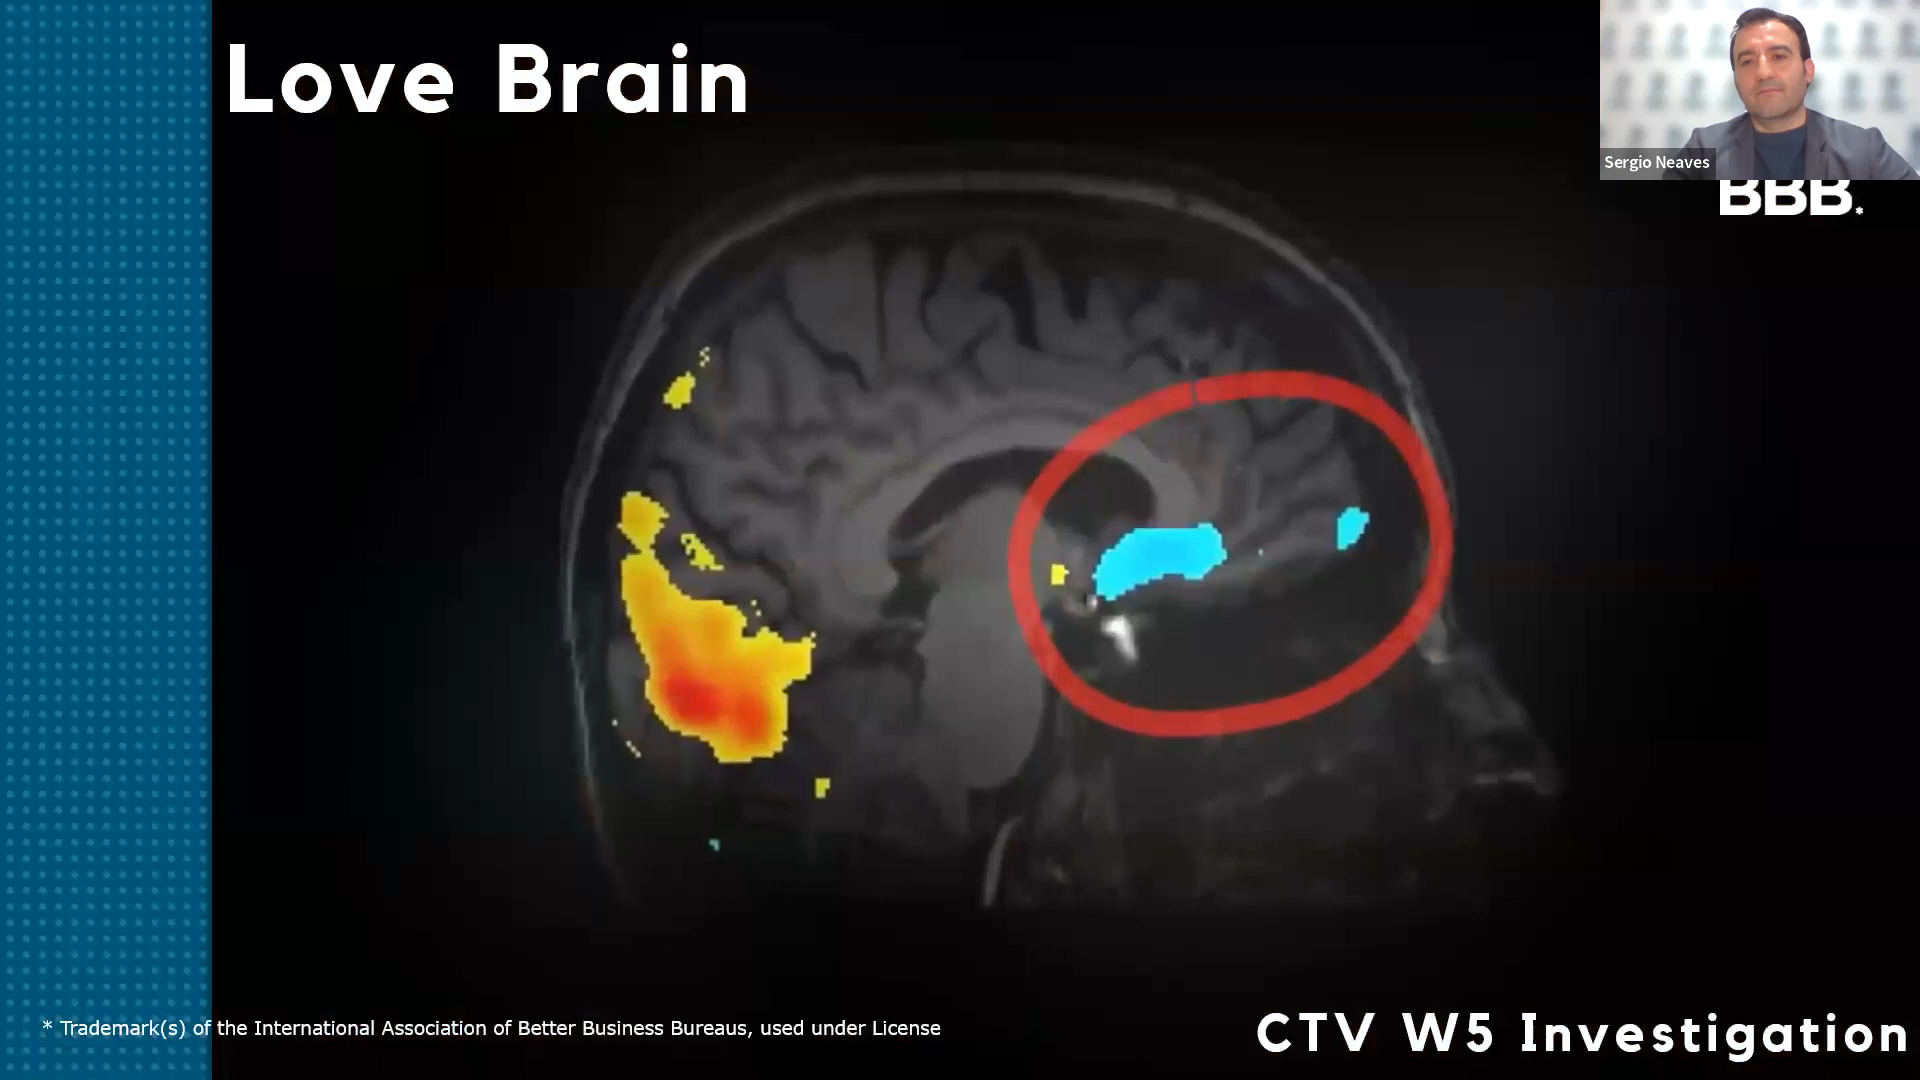 Love Brain
Sergio Neaves
BBB.*
* Trademark(s) of the International Association of Better Business Bureaus, used under License
CTV W5 Investigation